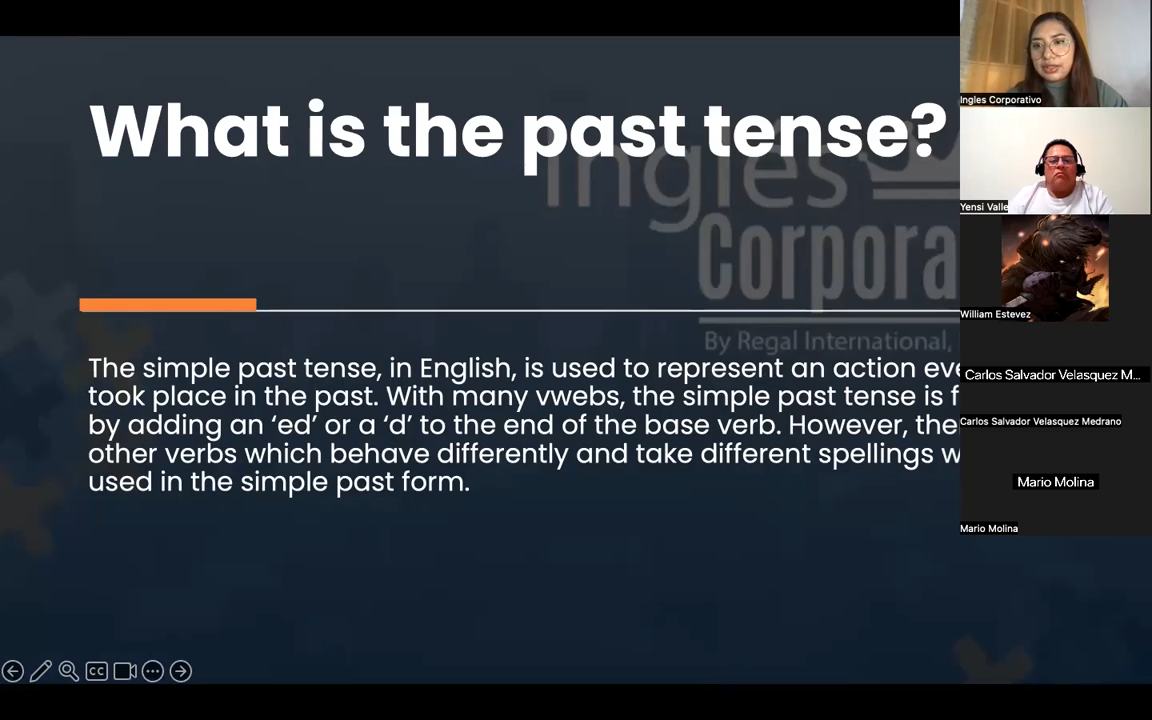 What is the past tense?
Inglés
Corpora
By Regal International,
The simple past tense, in English, is used to represent an action eve
took place in the past. With many vwebs, the simple past tense is f
by adding an ‘ed’ or a ‘d’ to the end of the base verb. However, the
other verbs which behave differently and take different spellings w
used in the simple past form.
CC
Ingles Corporativo
Yensi Valle
William Estevez
Carlos Salvador Velasquez M...
Carlos Salvador Velasquez Medrano
Mario Molina
Mario Molina